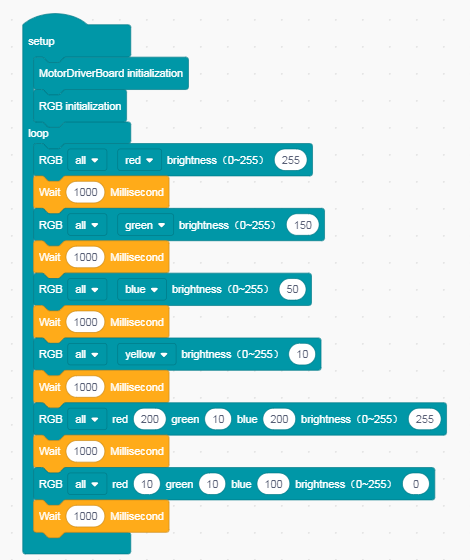 setup
MotorDriverBoard initialization
RGB initialization
loop
RGB all red brightness（0~255） 255
Wait 1000 Millisecond
RGB all green brightness（0~255） 150
Wait 1000 Millisecond
RGB all blue brightness（0~255） 50
Wait 1000 Millisecond
RGB all yellow brightness（0~255） 10
Wait 1000 Millisecond
RGB all red 200 green 10 blue 200 brightness（0~255） 255
Wait 1000 Millisecond
RGB all red 10 green 10 blue 100 brightness（0~255） 0
Wait 1000 Millisecond